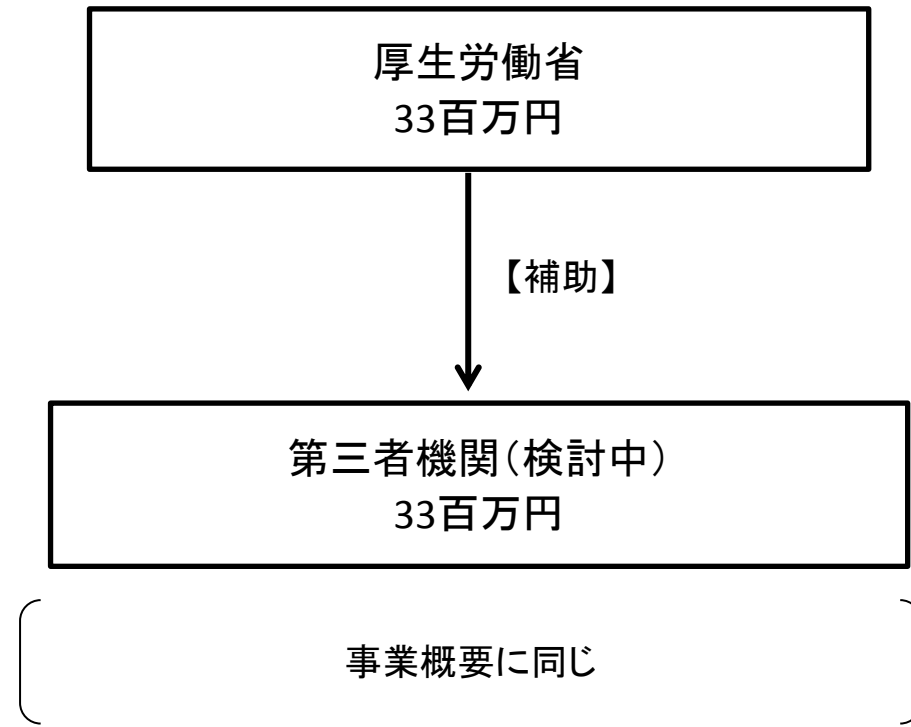 厚生労働省
33百万円
【補助】
第三者機関（検討中）
33百万円
事業概要に同じ